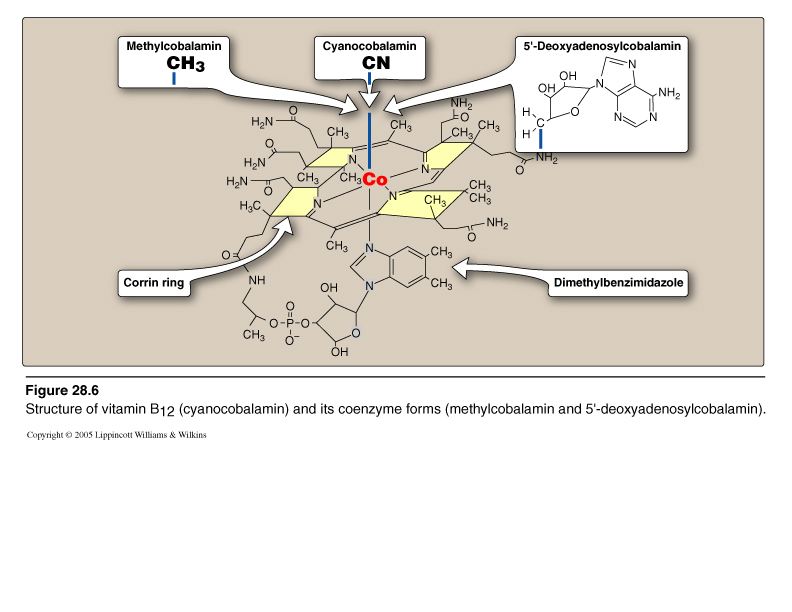 Methylcobalamin
CH3
Cyanocobalamin
CN
5'-Deoxyadenosylcobalamin
OH
OH
N
N
NH2
H
C
H
O
N
N
NH2
O
H2N
O
CH3
CH3
CH3
CH3
O
H2N
N
N
O
NH2
CH3
CH3
H2N
O
Co
CH3
CH3
CH3
N
N
H3C
NH2
O
CH3
O
N
CH3
CH3
N
NH
OH
O
O
P
O
O
O–
CH3
OH
Corrin ring
Dimethylbenzimidazole
Figure 28.6
Structure of vitamin B12 (cyanocobalamin) and its coenzyme forms (methylcobalamin and 5'-deoxyadenosylcobalamin).
Copyright © 2005 Lippincott Williams & Wilkins